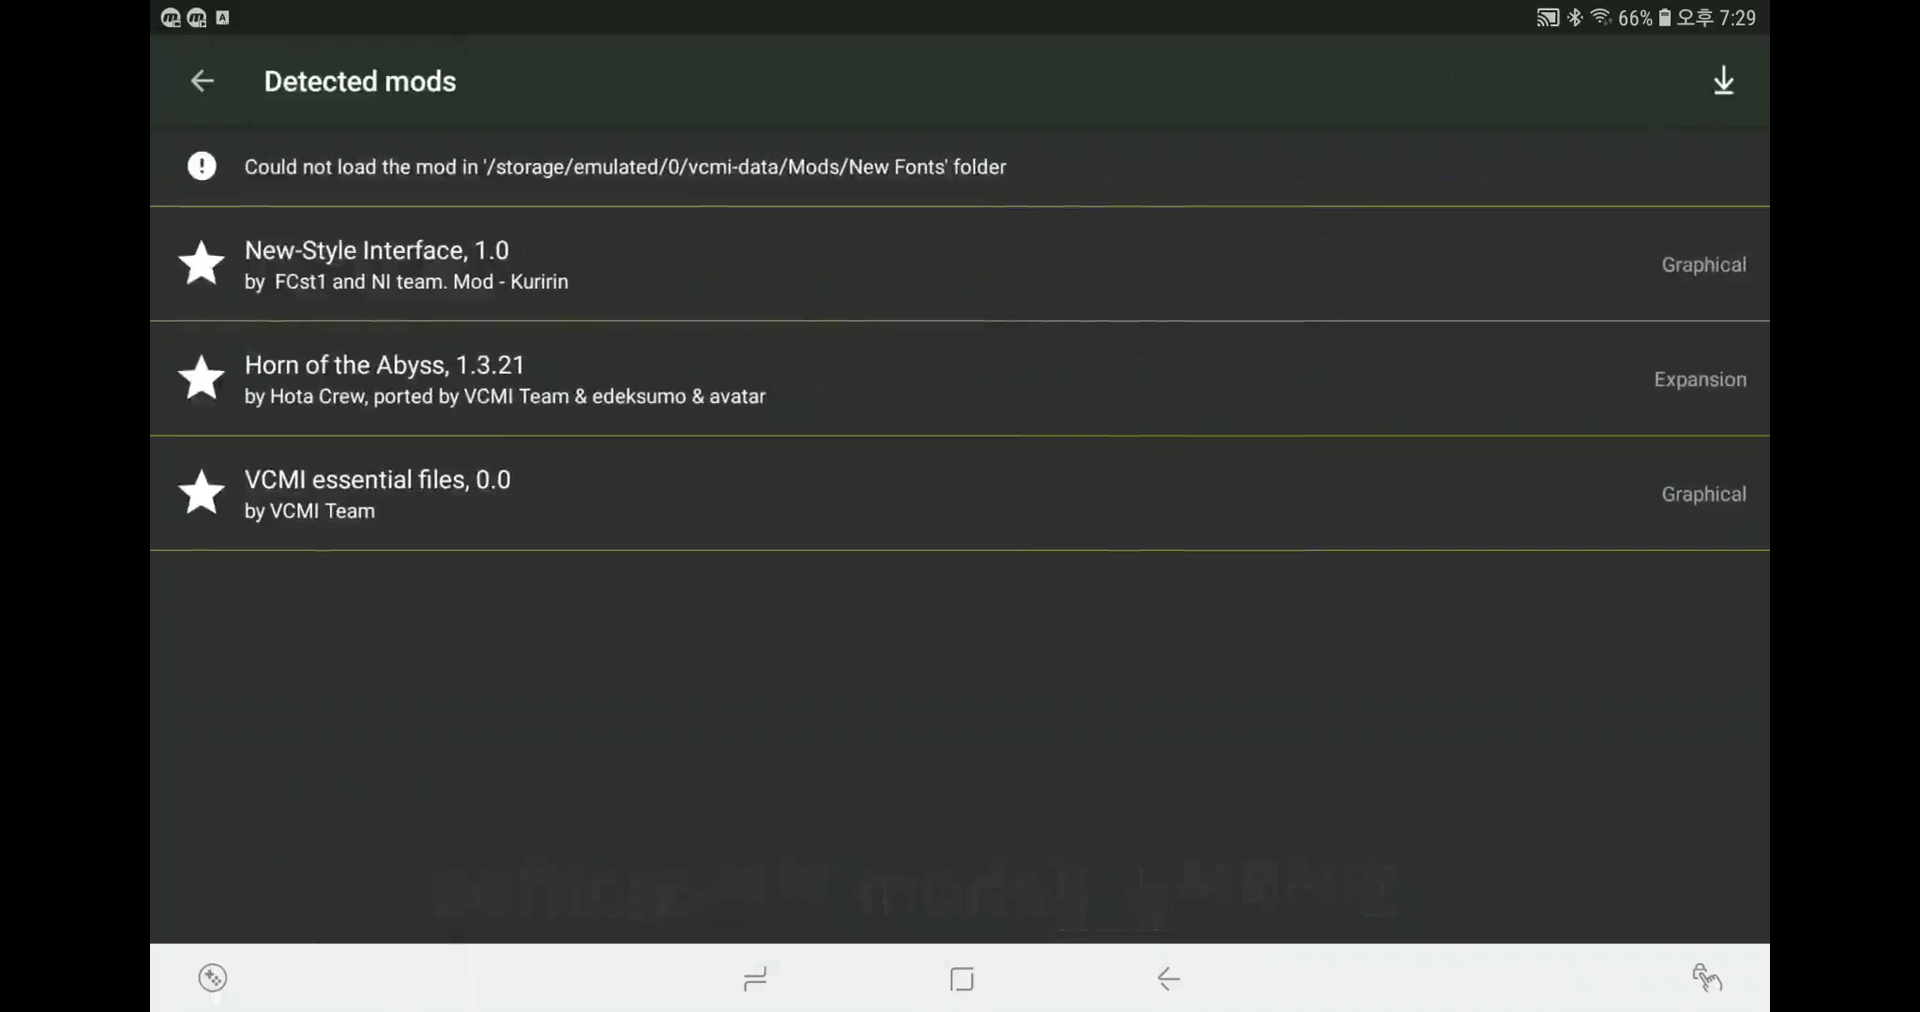 66% 오후 7:29
Detected mods
Could not load the mod in '/storage/emulated/0/vcmi-data/Mods/New Fonts' folder
New-Style Interface, 1.0
by FCst1 and NI team. Mod - Kuririn
Graphical
Horn of the Abyss, 1.3.21
by Hota Crew, ported by VCMI Team & edeksumo & avatar
Expansion
VCMI essential files, 0.0
by VCMI Team
Graphical